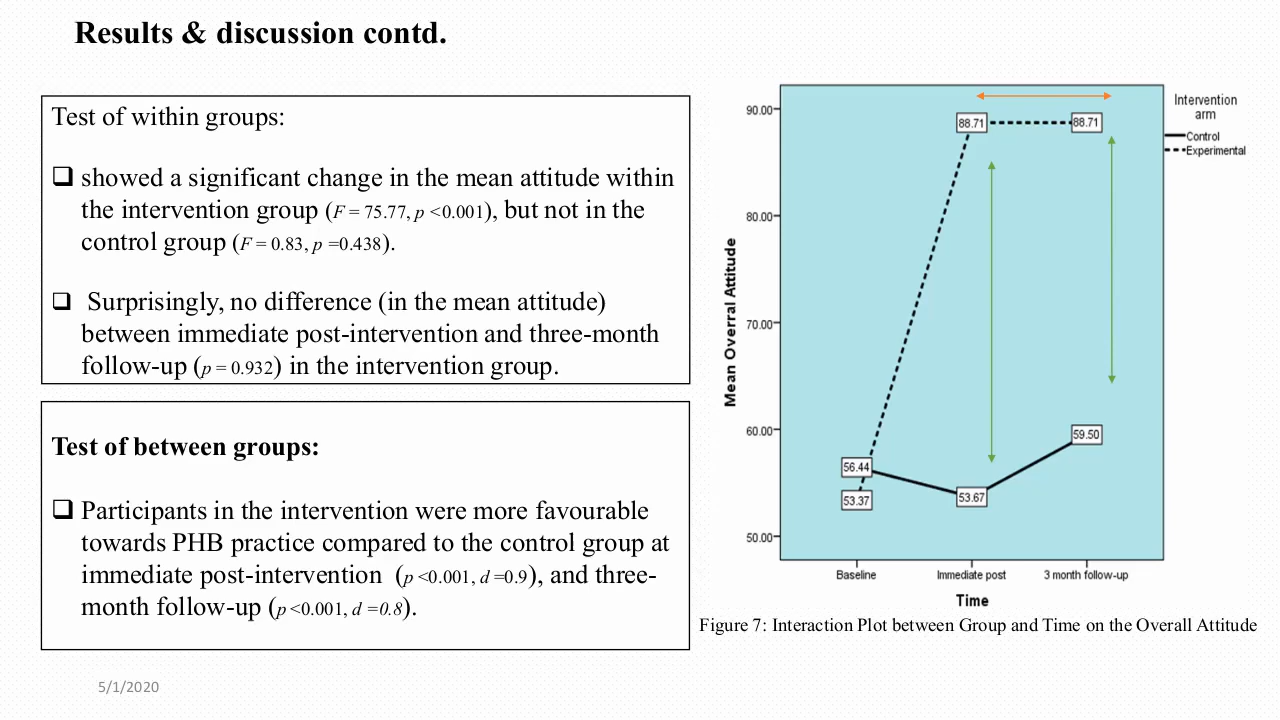 Results & discussion contd.
Test of within groups:
❑ showed a significant change in the mean attitude within
the intervention group (F = 75.77, p <0.001), but not in the
control group (F = 0.83, p =0.438).
❑ Surprisingly, no difference (in the mean attitude)
between immediate post-intervention and three-month
follow-up (p = 0.932) in the intervention group.
Test of between groups:
❑ Participants in the intervention were more favourable
towards PHB practice compared to the control group at
immediate post-intervention (p <0.001, d =0.9), and three-
month follow-up (p <0.001, d =0.8).
5/1/2020
Mean Overral Attitude
90.00
80.00
70.00
60.00
50.00
88.71
88.71
59.50
56.44
53.37
53.67
Baseline
Immediate post
3 month follow-up
Time
Intervention
arm
Control
Experimental
Figure 7: Interaction Plot between Group and Time on the Overall Attitude